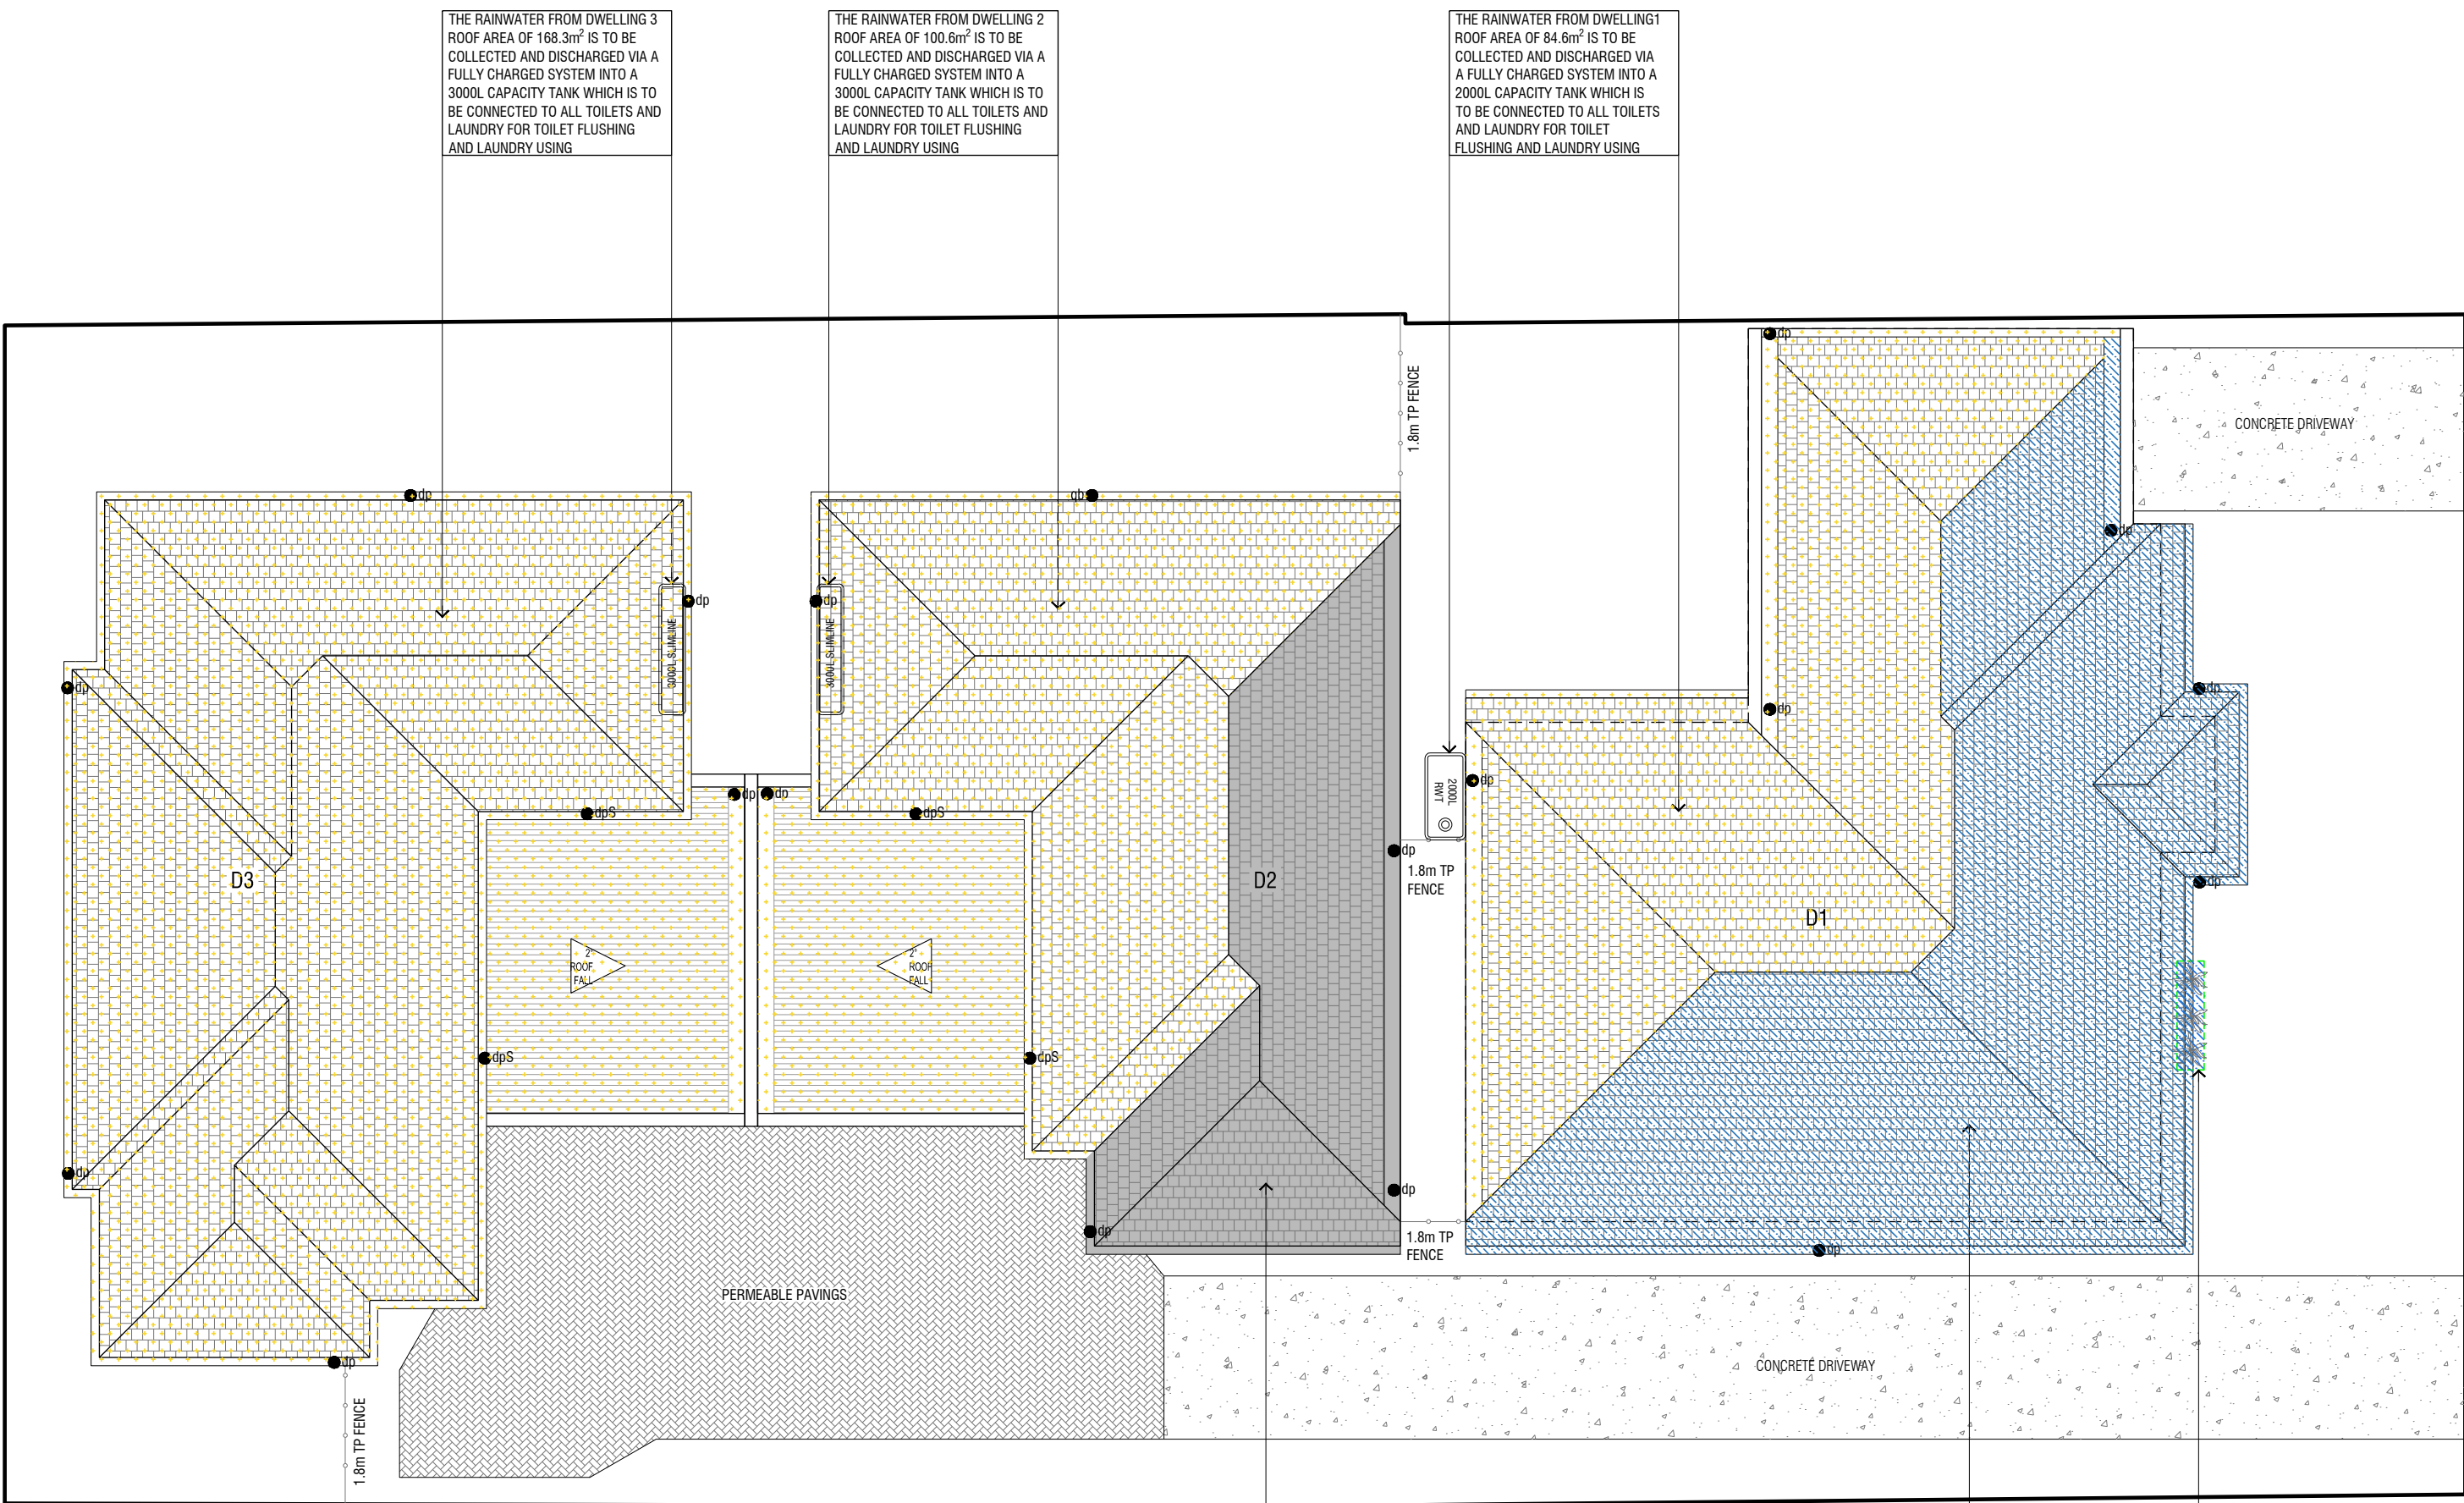 THE RAINWATER FROM DWELLING 3
ROOF AREA OF 168.3m² IS TO BE
COLLECTED AND DISCHARGED VIA A
FULLY CHARGED SYSTEM INTO A
3000L CAPACITY TANK WHICH IS TO
BE CONNECTED TO ALL TOILETS AND
LAUNDRY FOR TOILET FLUSHING
AND LAUNDRY USING
THE RAINWATER FROM DWELLING 2
ROOF AREA OF 100.6m² IS TO BE
COLLECTED AND DISCHARGED VIA A
FULLY CHARGED SYSTEM INTO A
3000L CAPACITY TANK WHICH IS TO
BE CONNECTED TO ALL TOILETS AND
LAUNDRY FOR TOILET FLUSHING
AND LAUNDRY USING
THE RAINWATER FROM DWELLING1
ROOF AREA OF 84.6m² IS TO BE
COLLECTED AND DISCHARGED VIA
A FULLY CHARGED SYSTEM INTO A
2000L CAPACITY TANK WHICH IS
TO BE CONNECTED TO ALL TOILETS
AND LAUNDRY FOR TOILET
FLUSHING AND LAUNDRY USING
dp
1.8m TP FENCE
CONCRETE DRIVEWAY
dp
dp
dp
dp
dp
3000L SLIMLINE
3000L SLIMLINE
dp
dp
dp
2000L
RWT
dp
dp
dp
dpS
dpS
dp
1.8m TP
FENCE
D3
D2
dp
D1
2°
ROOF
FALL
2°
ROOF
FALL
dpS
dpS
dp
dp
dp
1.8m TP
FENCE
dp
PERMEABLE PAVINGS
dp
CONCRETE DRIVEWAY
1.8m TP FENCE